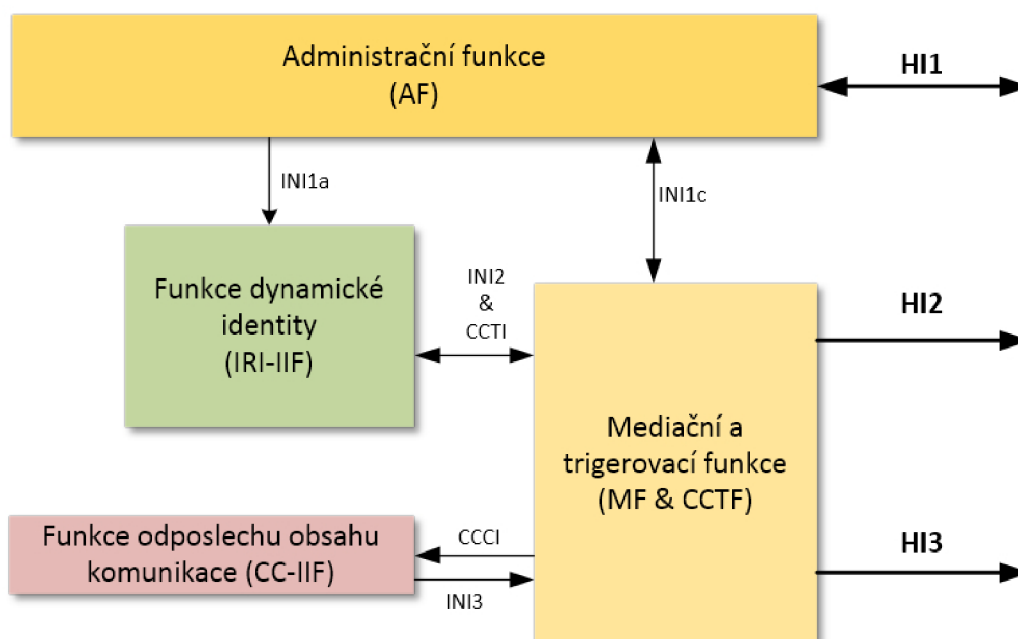 Administrační funkce
(AF)
HI1
INI1a
INI1c
Funkce dynamické
identity
(IRI-IIF)
INI2
&
CCTI
HI2
Mediační a
trigerovací funkce
(MF & CCTF)
Funkce odposlechu obsahu
komunikace (CC-IIF)
CCCI
INI3
HI3